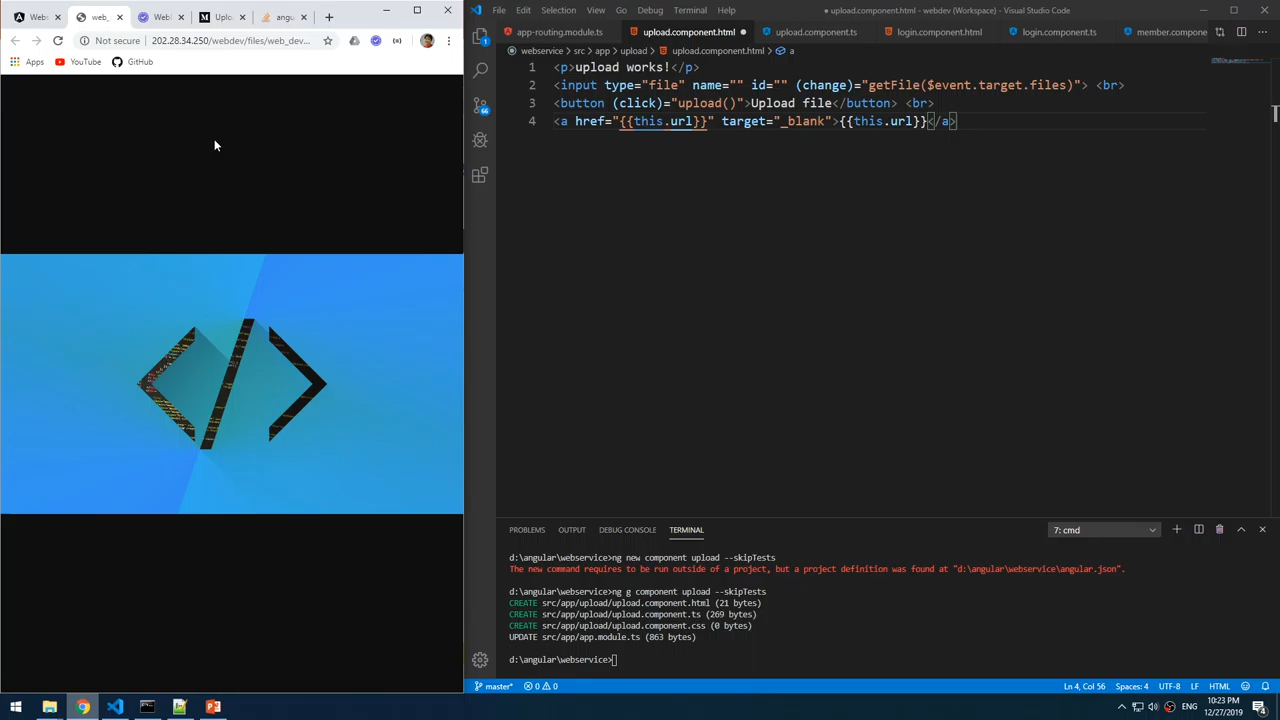 Webs
web_
Webl
Uploa
angu
File Edit Selection View Go Debug Terminal Help
● upload.component.html - webdev (Workspace) - Visual Studio Code
Not secure 202.28.34.250/webdev/files/web_dev...
Apps YouTube GitHub
app-routing.module.ts
upload.component.html
upload.component.ts
login.component.html
login.component.ts
member.compone
webservice > src > app > upload > upload.component.html > a
1 <p>upload works!</p>
2 <input type="file" name="" id="" (change)="getFile($event.target.files)"> <br>
3 <button (click)="upload()">Upload file</button> <br>
4 <a href="{{this.url}}" target="_blank">{{this.url}}</a>
PROBLEMS OUTPUT DEBUG CONSOLE TERMINAL
7: cmd
d:\angular\webservice>ng new component upload --skipTests
The new command requires to be run outside of a project, but a project definition was found at "d:\angular\webservice\angular.json".
d:\angular\webservice>ng g component upload --skipTests
CREATE src/app/upload/upload.component.html (21 bytes)
CREATE src/app/upload/upload.component.ts (269 bytes)
CREATE src/app/upload/upload.component.css (0 bytes)
UPDATE src/app/app.module.ts (863 bytes)
d:\angular\webservice>
master* 0 0
Ln 4, Col 56 Spaces: 4 UTF-8 LF HTML
ENG
10:23 PM
12/27/2019